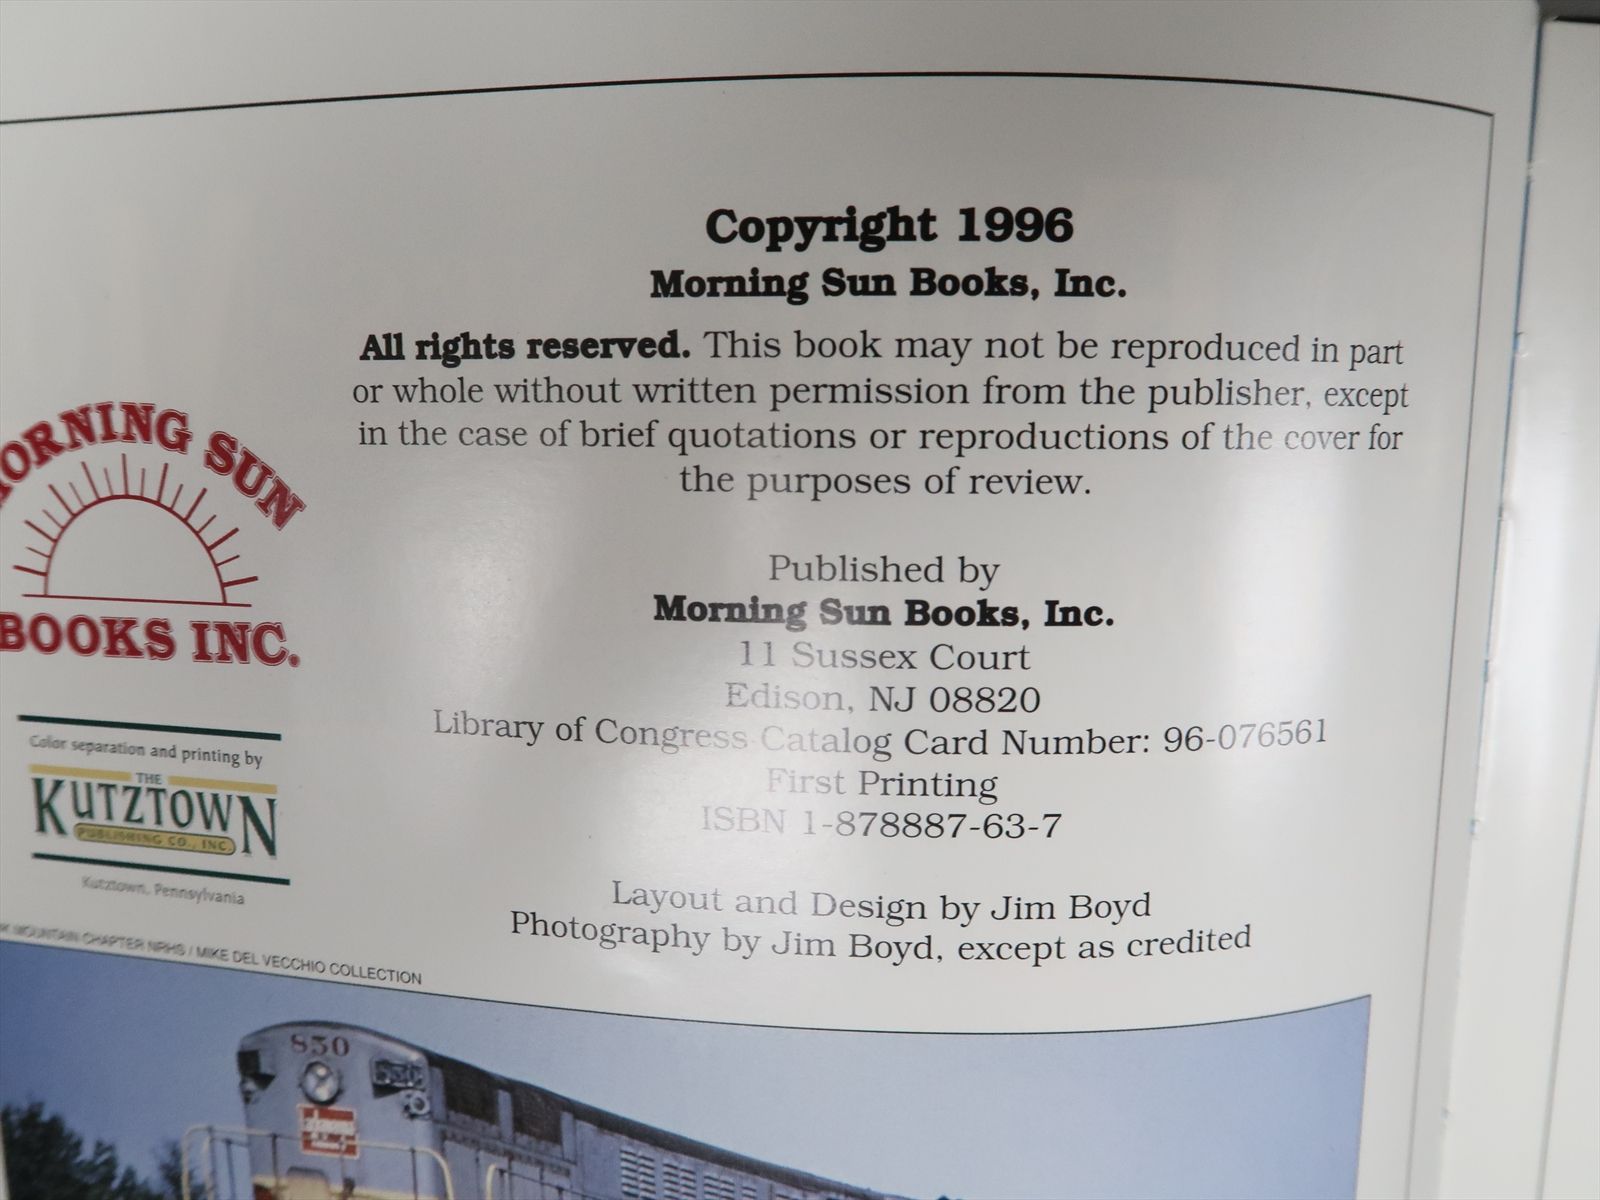 Copyright 1996
Morning Sun Books, Inc.
All rights reserved. This book may not be reproduced in part
or whole without written permission from the publisher, except
in the case of brief quotations or reproductions of the cover for
the purposes of review.
Published by
Morning Sun Books, Inc.
11 Sussex Court
Edison, NJ 08820
Library of Congress Catalog Card Number: 96-076561
First Printing
ISBN 1-878887-63-7
Layout and Design by Jim Boyd
Photography by Jim Boyd, except as credited
MORNING SUN
BOOKS INC.
Color separation and printing by
THE
KUTZTOWN
PUBLISHING CO., INC.
Kutztown, Pennsylvania
MOUNTAIN CHAPTER NRHS / MIKE DEL VECCHIO COLLECTION
850